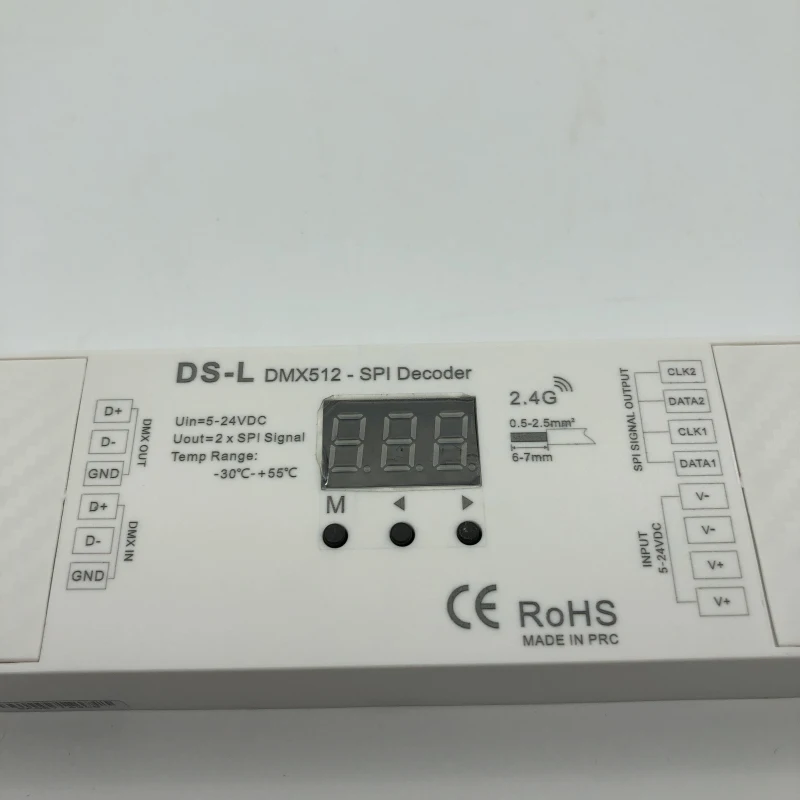 DS-L DMX512 - SPI Decoder
Uin=5-24VDC
Uout=2 x SPI Signal
Temp Range:
-30℃-+55℃
D+
D-
GND
DMX OUT
D+
D-
GND
DMX IN
M
2.4G
0.5-2.5mm²
6-7mm
SPI SIGNAL OUTPUT
CLK2
DATA2
CLK1
DATA1
INPUT
5-24VDC
V-
V-
V+
V+
CE RoHS
MADE IN PRC